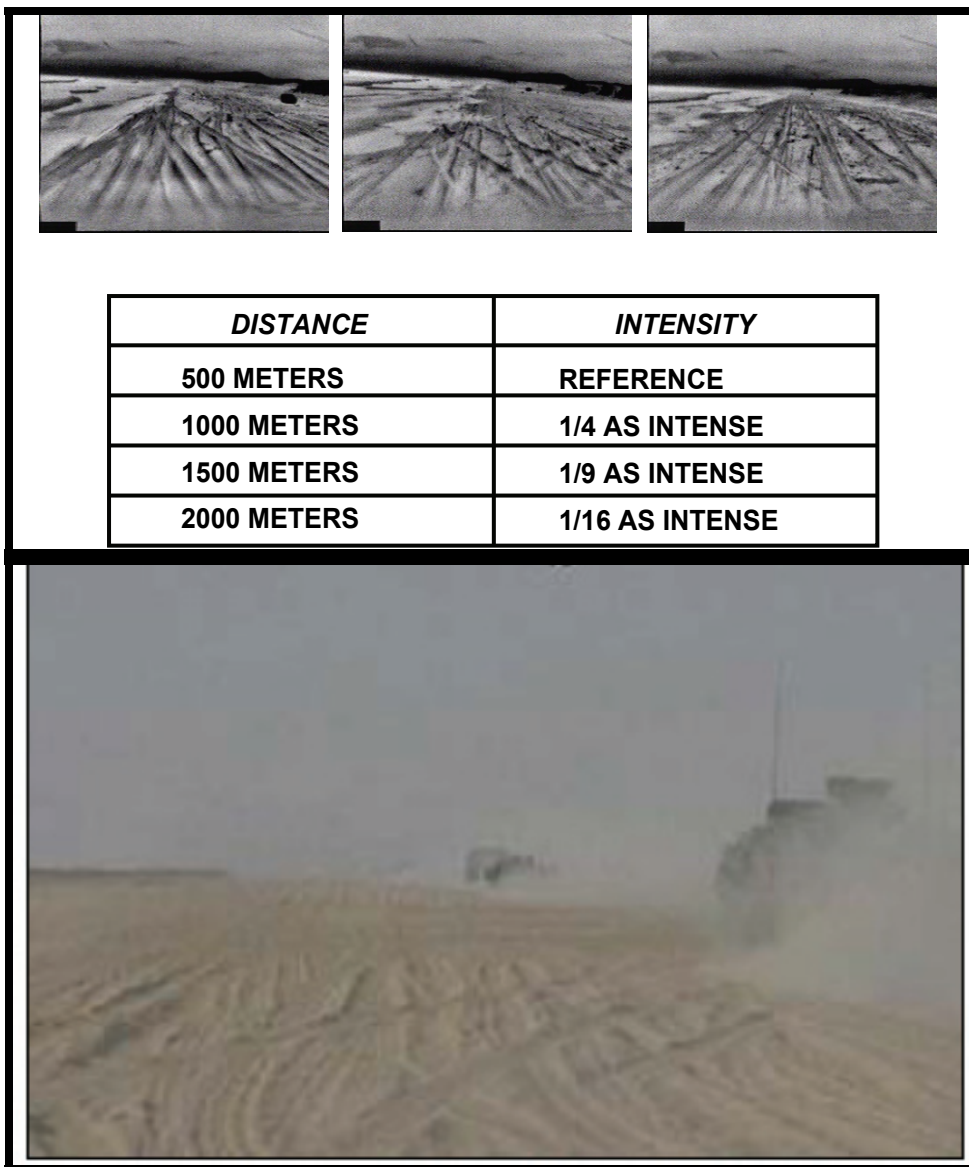 DISTANCE INTENSITY
500 METERS REFERENCE
1000 METERS 1/4 AS INTENSE
1500 METERS 1/9 AS INTENSE
2000 METERS 1/16 AS INTENSE